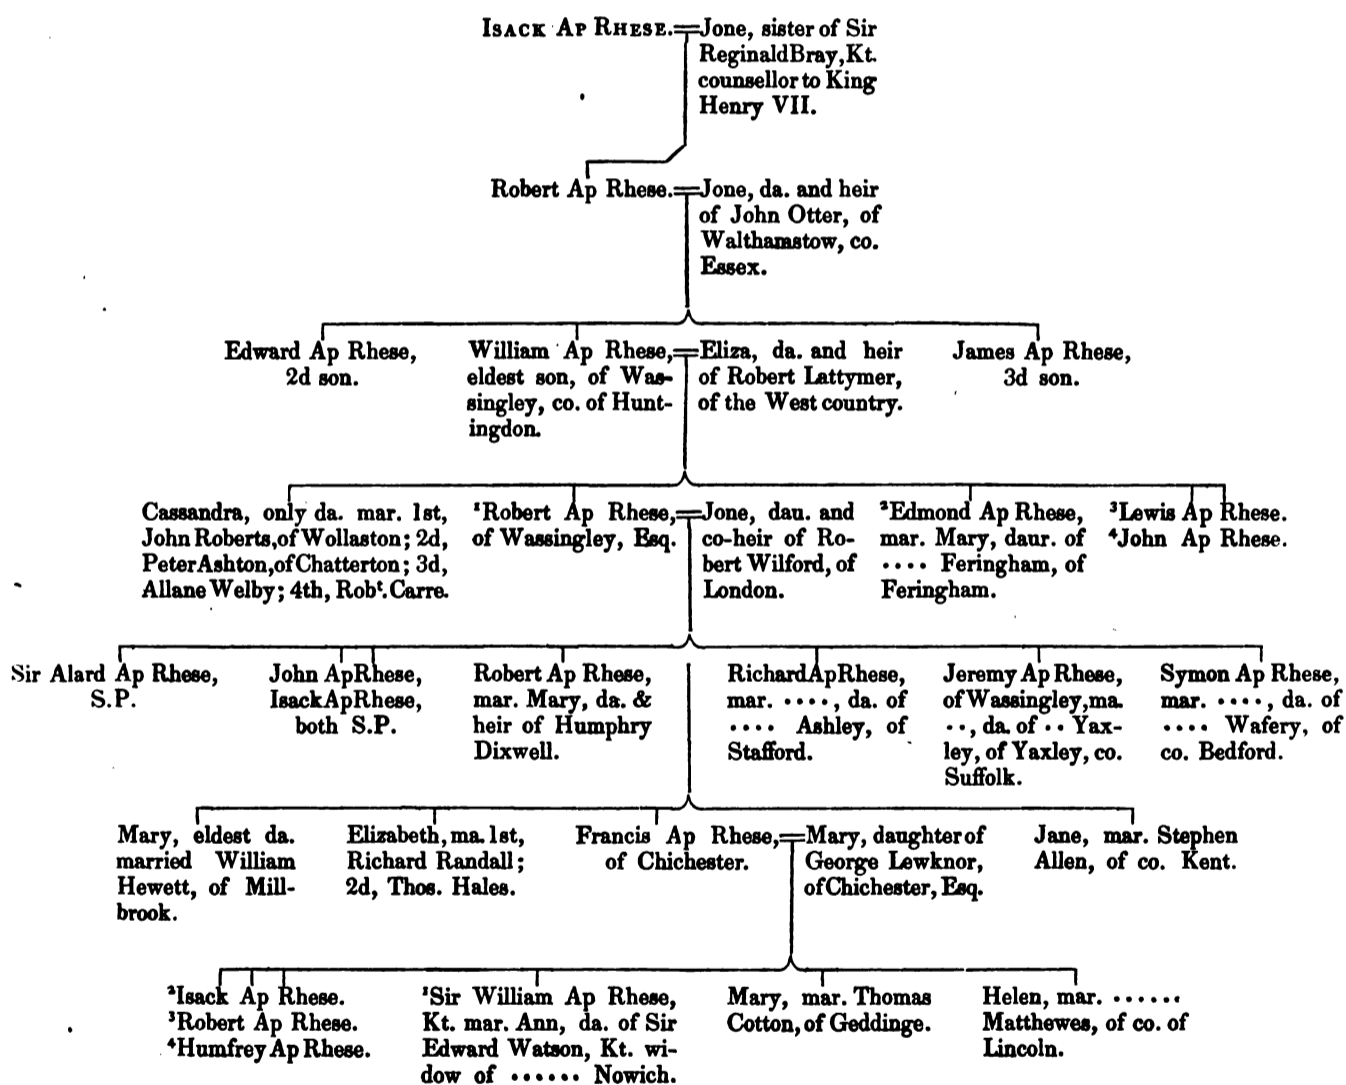 ISACK AP RHESE.
Jone, sister of Sir
Reginald Bray, Kt.
counsellor to King
Henry VII.
Robert Ap Rhese.
Jone, da. and heir
of John Otter, of
Walthamstow, co.
Essex.
Edward Ap Rhese,
2d son.
William Ap Rhese,
eldest son, of Was-
singley, co. of Hunt-
ingdon.
Eliza, da. and heir
of Robert Lattymer,
of the West country.
James Ap Rhese,
3d son.
Cassandra, only da. mar. 1st,
John Roberts, of Wollaston; 2d,
Peter Ashton, of Chatterton; 3d,
Allane Welby; 4th, Robᵗ. Carre.
¹Robert Ap Rhese,
of Wassingley, Esq.
Jone, dau. and
co-heir of Ro-
bert Wilford, of
London.
²Edmond Ap Rhese,
mar. Mary, daur. of
.... Feringham, of
Feringham.
³Lewis Ap Rhese.
⁴John Ap Rhese.
Sir Alard Ap Rhese,
S.P.
John Ap Rhese,
Isack Ap Rhese,
both S.P.
Robert Ap Rhese,
mar. Mary, da. &
heir of Humphry
Dixwell.
Richard Ap Rhese,
mar. ...., da. of
.... Ashley, of
Stafford.
Jeremy Ap Rhese,
of Wassingley, ma.
.., da. of .. Yax-
ley, of Yaxley, co.
Suffolk.
Symon Ap Rhese,
mar. ...., da. of
.... Wafery, of
co. Bedford.
Mary, eldest da.
married William
Hewett, of Mill-
brook.
Elizabeth, ma. 1st,
Richard Randall;
2d, Thos. Hales.
Francis Ap Rhese,
of Chichester.
Mary, daughter of
George Lewknor,
of Chichester, Esq.
Jane, mar. Stephen
Allen, of co. Kent.
²Isack Ap Rhese.
³Robert Ap Rhese.
⁴Humfrey Ap Rhese.
¹Sir William Ap Rhese,
Kt. mar. Ann, da. of Sir
Edward Watson, Kt. wi-
dow of ...... Nowich.
Mary, mar. Thomas
Cotton, of Geddinge.
Helen, mar. ......
Matthewes, of co. of
Lincoln.